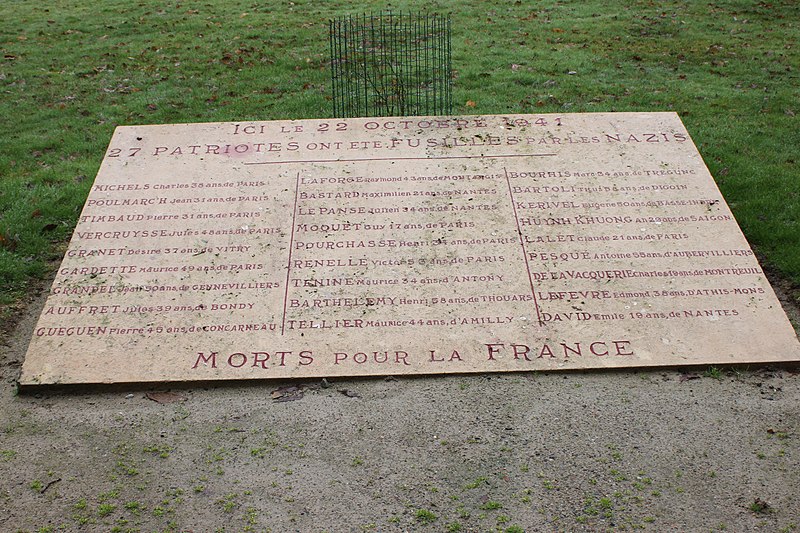 ICI LE 22 OCTOBRE 1941
27 PATRIOTES ONT ETE FUSILLES PAR LES NAZIS
MICHELS Charles 38 ans, de PARIS
POULMARC'H Jean 31 ans, de PARIS
TIMBAUD Pierre 31 ans, de PARIS
VERCRUYSSE Jules 48 ans, de PARIS
GRANET Désiré 37 ans, de VITRY
GARDETTE Maurice 49 ans, de PARIS
GRANDEL Jean 50 ans, de GENNEVILLIERS
AUFFRET Jules 39 ans, de BONDY
GUEGUEN Pierre 45 ans, de CONCARNEAU
LAFORGE Raymond 43 ans, de MONTARGIS
BASTARD Maximilien 21 ans, de NANTES
LE PANSE Julien 34 ans, de NANTES
MOQUET Guy 17 ans, de PARIS
POURCHASSE Henri 34 ans, de PARIS
RENELLE Victor 53 ans, de PARIS
TENINE Maurice 34 ans, d'ANTONY
BARTHELEMY Henri 58 ans, de THOUARS
TELLIER Maurice 44 ans, d'AMILLY
BOURHIS Marc 34 ans, de TREGUNC
BARTOLI Titus 58 ans, de DIGOIN
KERIVEL Eugène 50 ans, de BASSE-INDRE
HUYNH KHUONG An 29 ans, de SAIGON
LALET Claude 21 ans, de PARIS
PESQUE Antoine 55 ans, d'AUBERVILLIERS
DE LA VACQUERIE Charles 19 ans, de MONTREUIL
LEFEVRE Edmond 38 ans, D'ATHIS-MONS
DAVID Emile 19 ans, de NANTES
MORTS POUR LA FRANCE